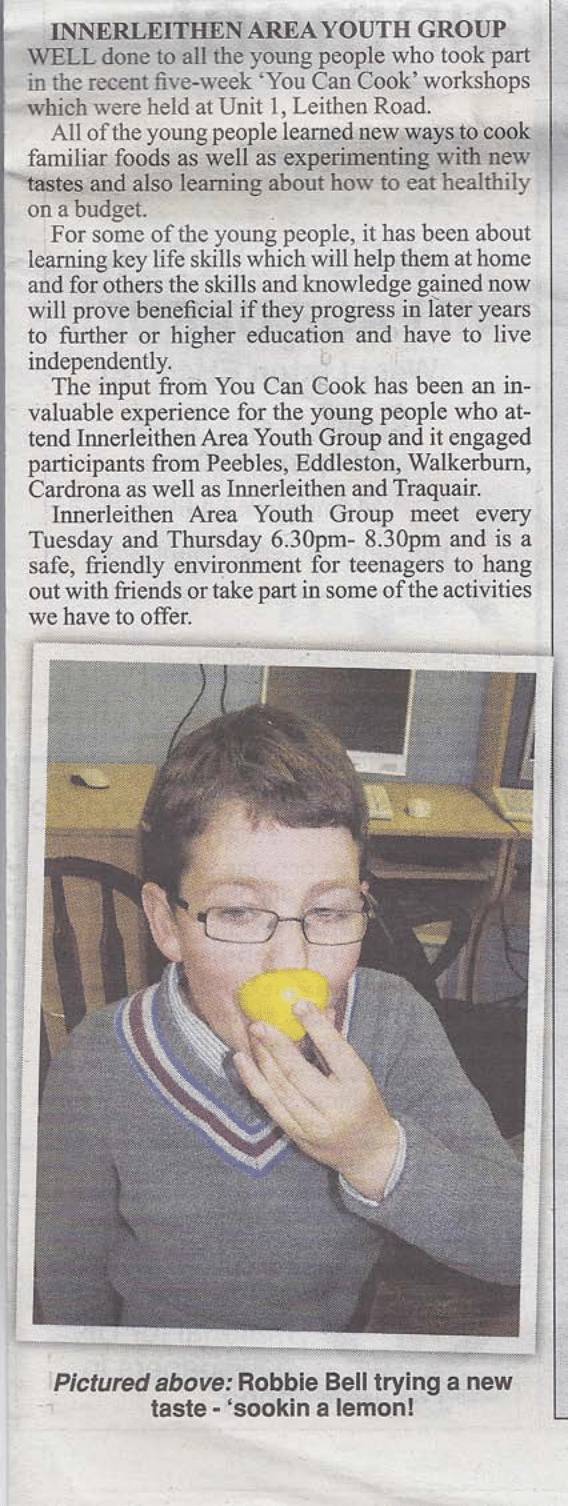 INNERLEITHEN AREA YOUTH GROUP
WELL done to all the young people who took part
in the recent five-week ‘You Can Cook’ workshops
which were held at Unit 1, Leithen Road.
All of the young people learned new ways to cook
familiar foods as well as experimenting with new
tastes and also learning about how to eat healthily
on a budget.
For some of the young people, it has been about
learning key life skills which will help them at home
and for others the skills and knowledge gained now
will prove beneficial if they progress in later years
to further or higher education and have to live
independently.
The input from You Can Cook has been an in-
valuable experience for the young people who at-
tend Innerleithen Area Youth Group and it engaged
participants from Peebles, Eddleston, Walkerburn,
Cardrona as well as Innerleithen and Traquair.
Innerleithen Area Youth Group meet every
Tuesday and Thursday 6.30pm- 8.30pm and is a
safe, friendly environment for teenagers to hang
out with friends or take part in some of the activities
we have to offer.
Pictured above: Robbie Bell trying a new
taste - ‘sookin a lemon!